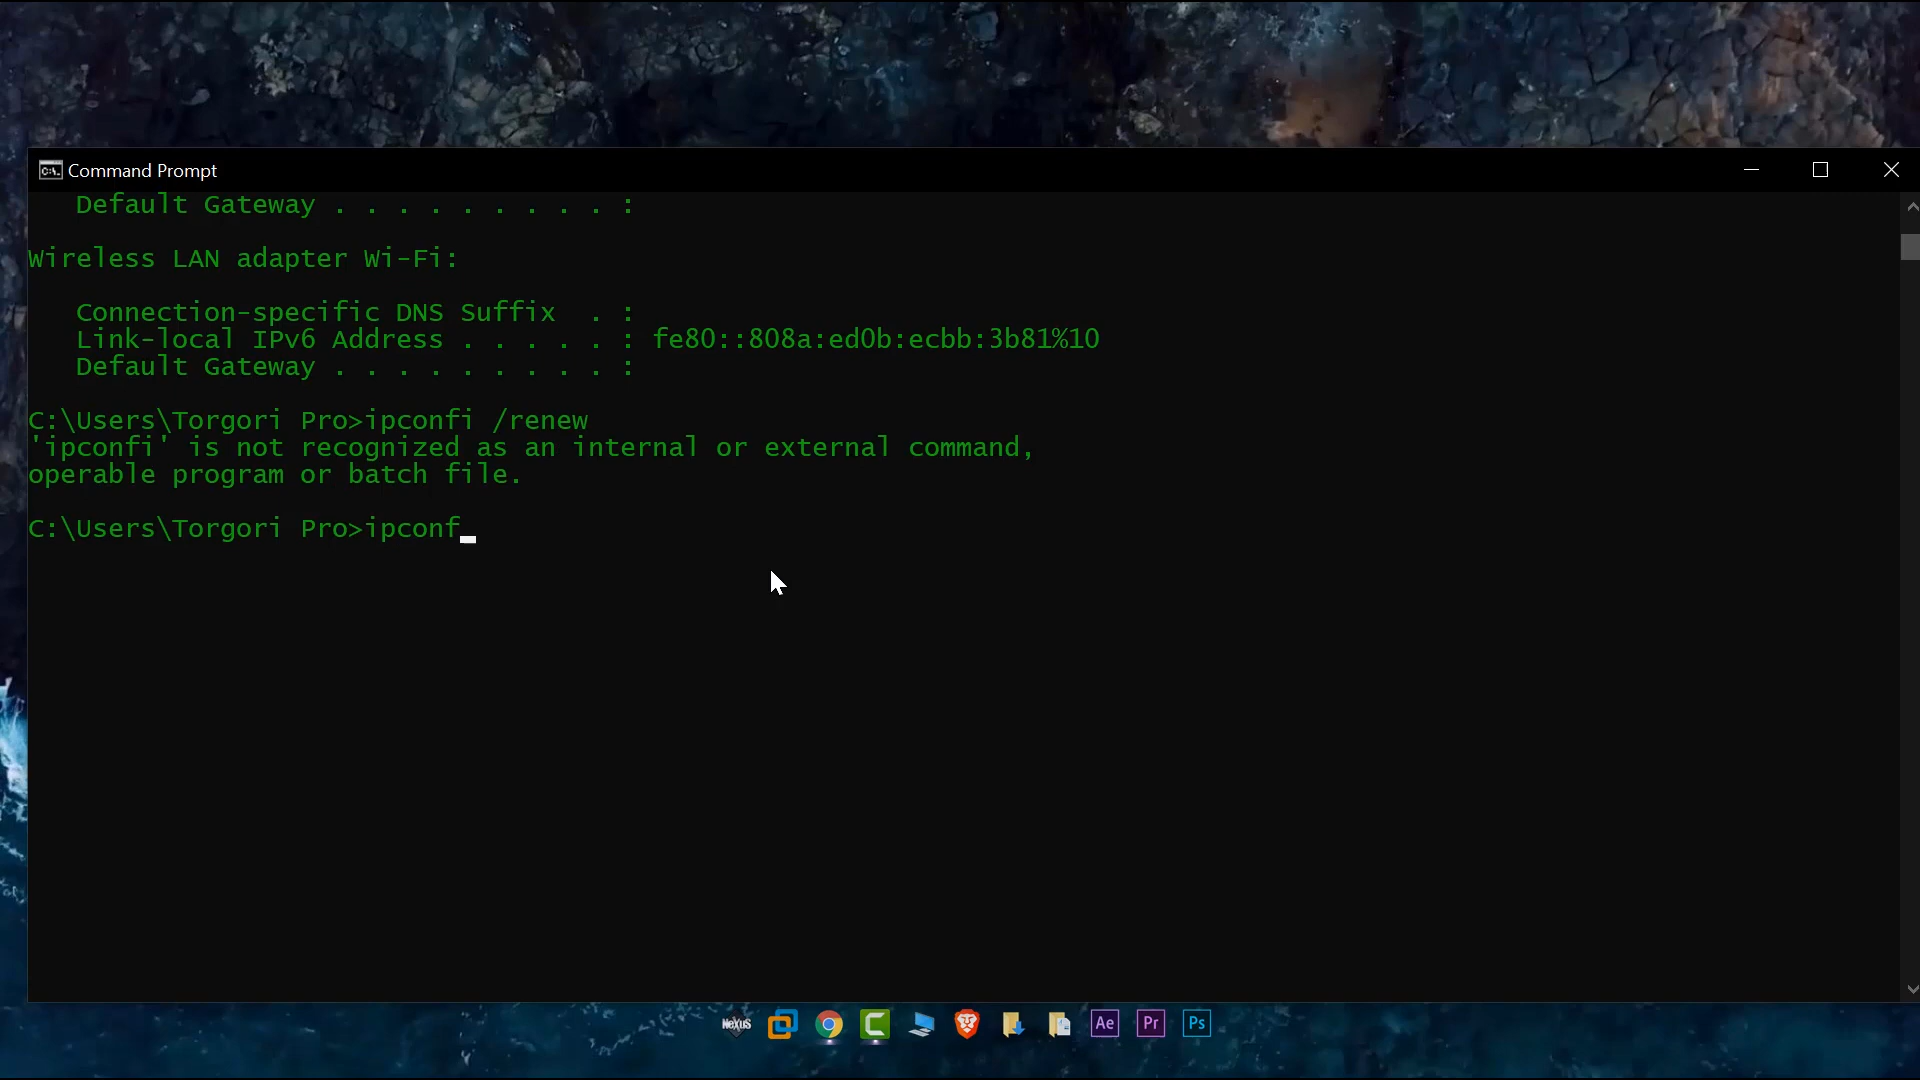 Command Prompt
Default Gateway . . . . . . . . . :
Wireless LAN adapter Wi-Fi:
Connection-specific DNS Suffix  . :
Link-local IPv6 Address . . . . . : fe80::808a:ed0b:ecbb:3b81%10
Default Gateway . . . . . . . . . :
C:\Users\Torgori Pro>ipconfi /renew
'ipconfi' is not recognized as an internal or external command,
operable program or batch file.
C:\Users\Torgori Pro>ipconf_
NeXuS
Ae
Pr
Ps